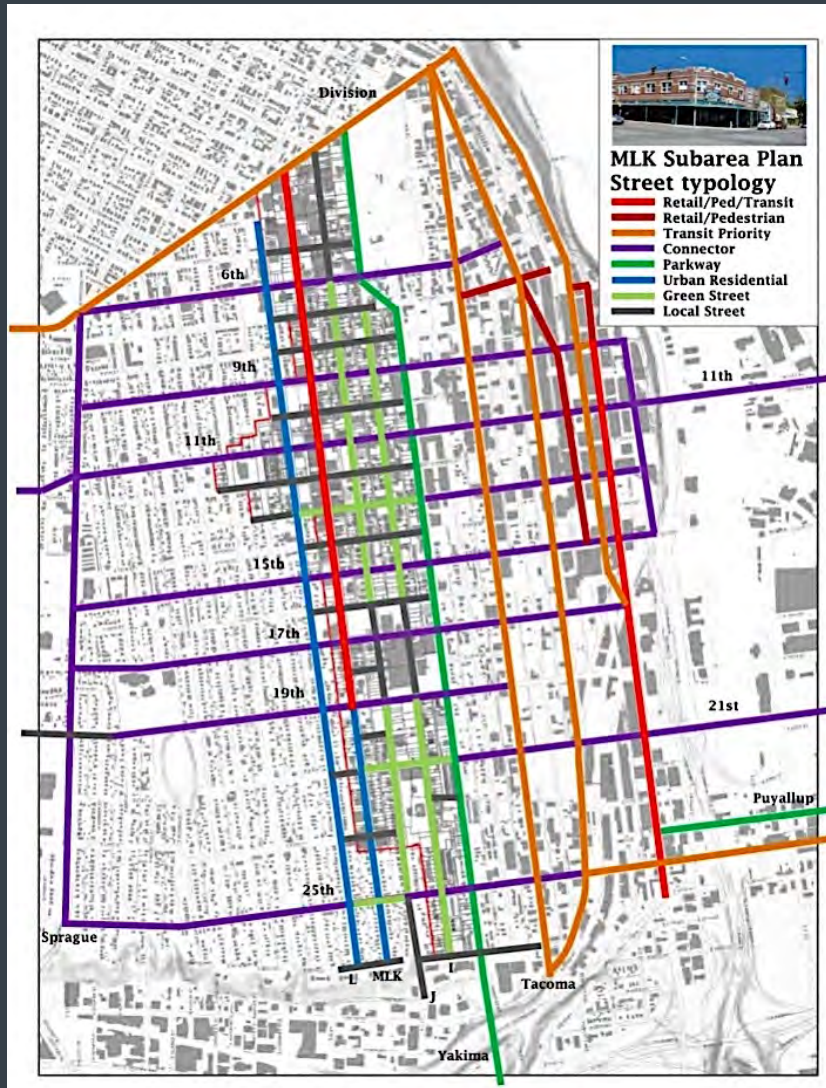 Division
MLK Subarea Plan
Street typology
Retail/Ped/Transit
Retail/Pedestrian
Transit Priority
Connector
Parkway
Urban Residential
Green Street
Local Street
6th
9th
11th
11th
15th
17th
19th
21st
Puyallup
25th
Sprague
L
MLK
I
J
Tacoma
Yakima